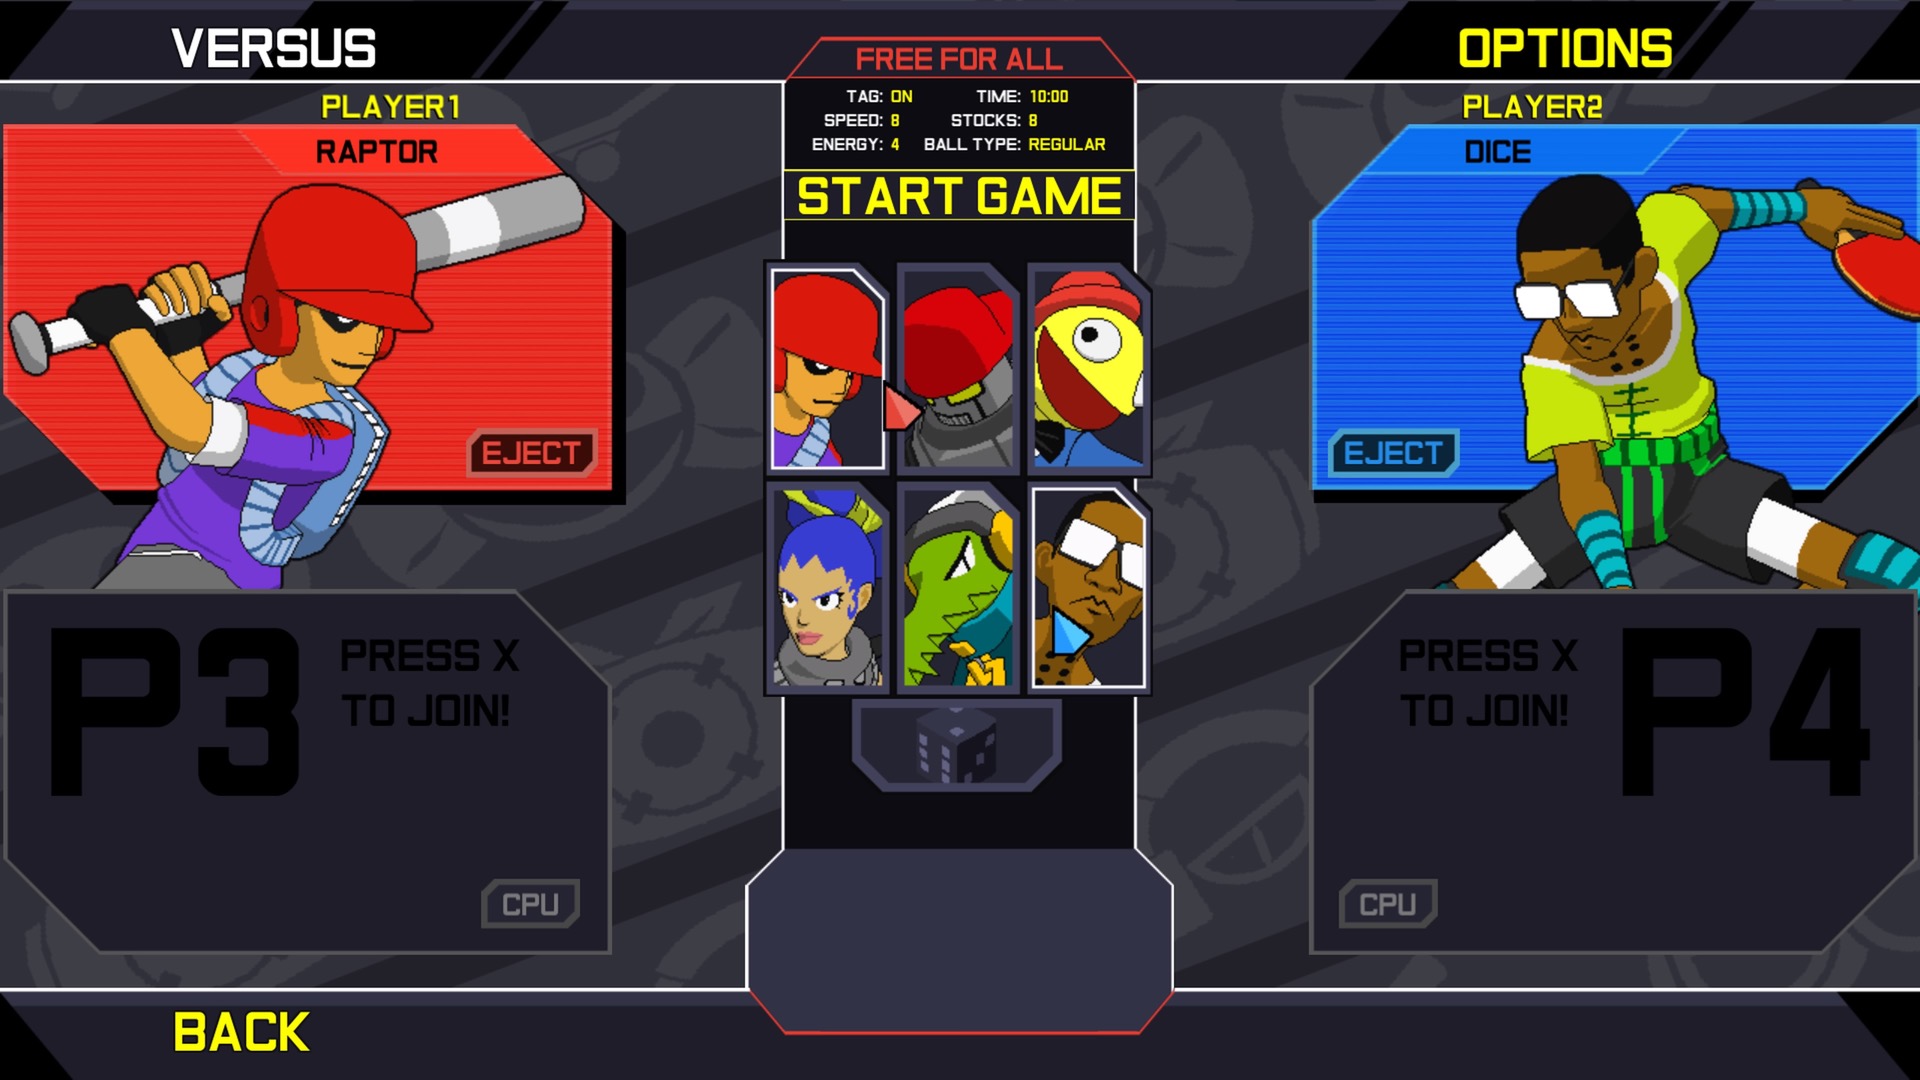 VERSUS
OPTIONS
FREE FOR ALL
TAG: ON TIME: 10:00
SPEED: 8 STOCKS: 8
ENERGY: 4 BALL TYPE: REGULAR
START GAME
PLAYER1
RAPTOR
EJECT
PLAYER2
DICE
EJECT
P3
PRESS X
TO JOIN!
CPU
PRESS X
TO JOIN!
P4
CPU
BACK